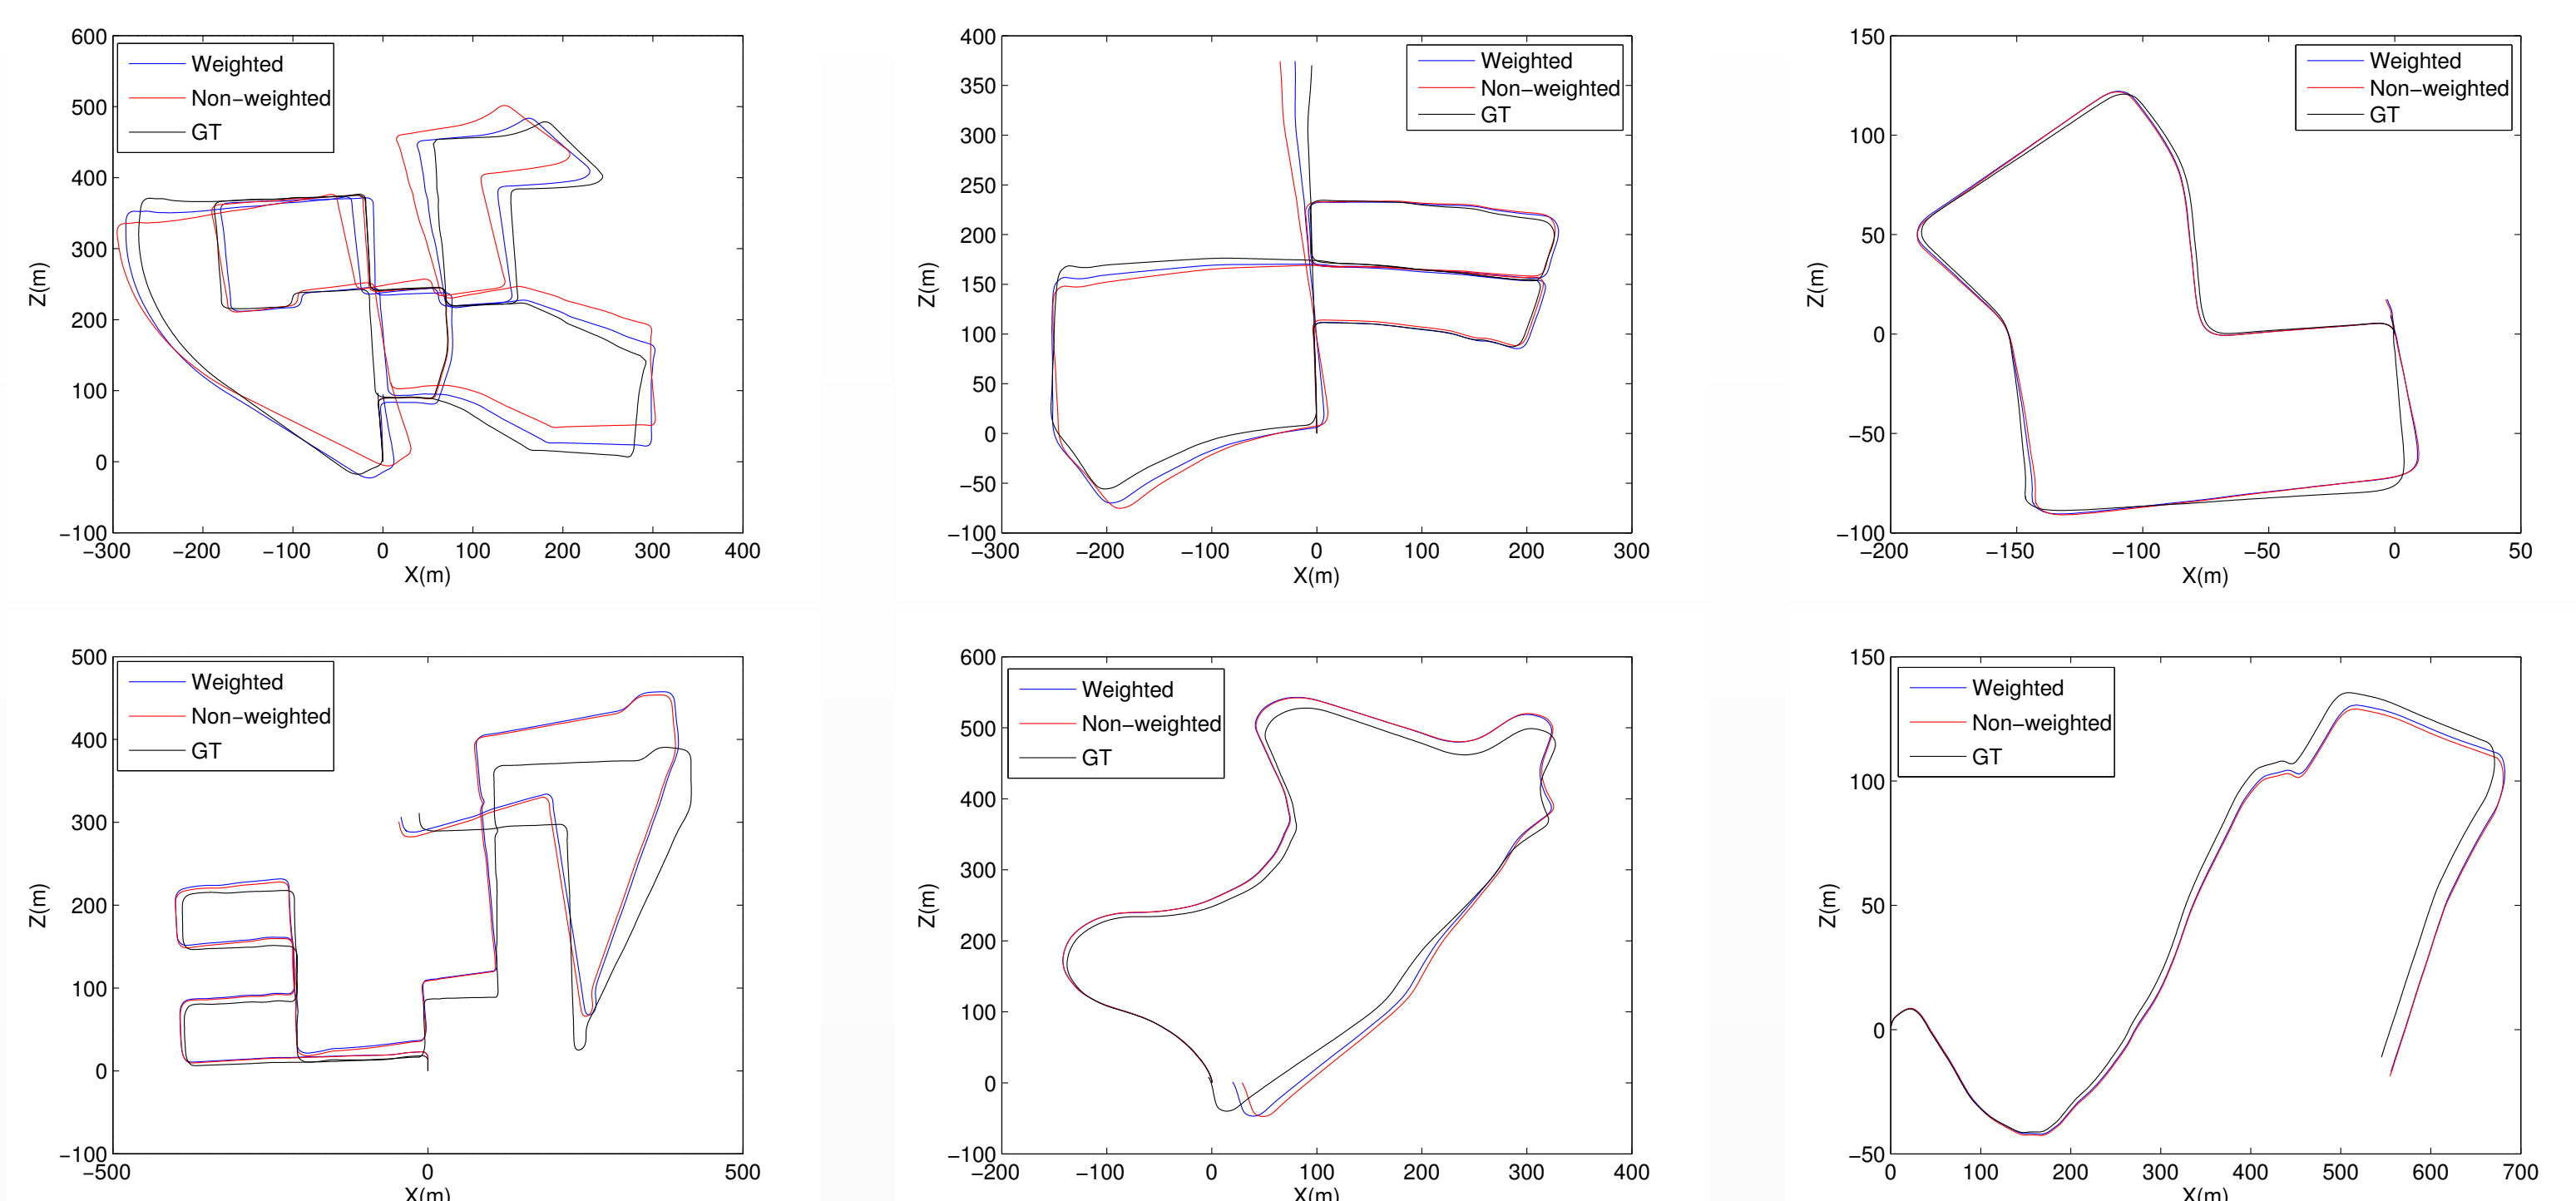 600
500
400
300
200
100
0
−100
Z(m)
Weighted
Non−weighted
GT
−300 −200 −100 0 100 200 300 400
X(m)
400
350
300
250
200
150
100
50
0
−50
−100
Z(m)
Weighted
Non−weighted
GT
−300 −200 −100 0 100 200 300
X(m)
150
100
50
0
−50
−100
Z(m)
Weighted
Non−weighted
GT
−200 −150 −100 −50 0 50
X(m)
500
400
300
200
100
0
−100
Z(m)
Weighted
Non−weighted
GT
−500 0 500
X(m)
600
500
400
300
200
100
0
−100
Z(m)
Weighted
Non−weighted
GT
−200 −100 0 100 200 300 400
X(m)
150
100
50
0
−50
Z(m)
Weighted
Non−weighted
GT
0 100 200 300 400 500 600 700
X(m)